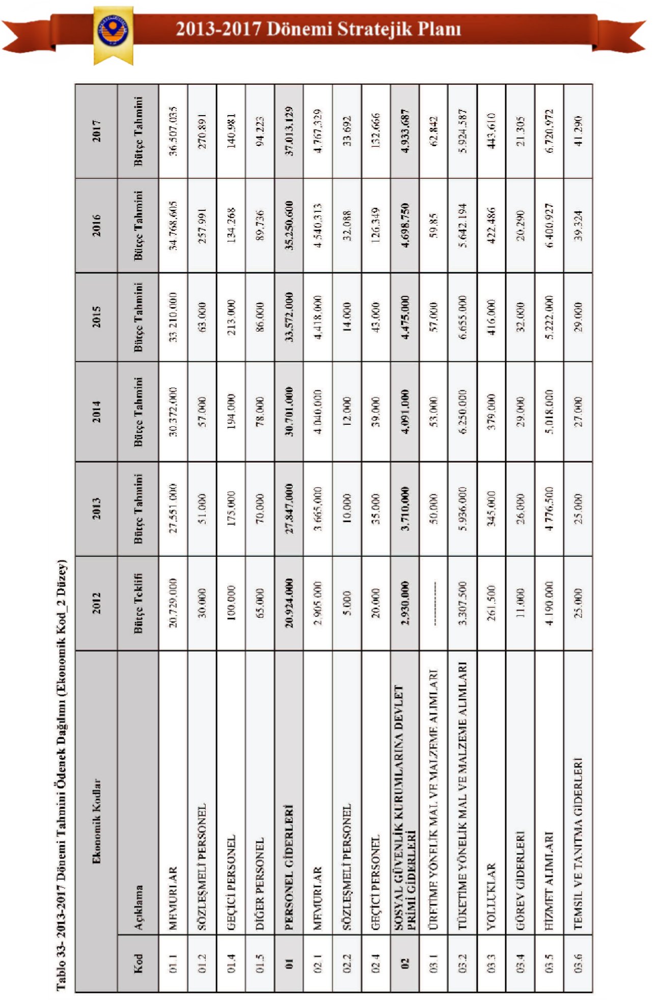 2013-2017 Dönemi Stratejik Planı
Tablo 33- 2013-2017 Dönemi Tahmini Ödenek Dağılımı (Ekonomik Kod_2 Düzey)
Ekonomik Kodlar 2012 2013 2014 2015 2016 2017
Kod Açıklama Bütçe Teklifi Bütçe Tahmini Bütçe Tahmini Bütçe Tahmini Bütçe Tahmini Bütçe Tahmini
01.1 MEMURLAR 20.729.000 27.551.000 30.372.000 33.210.000 34.768.605 36.507.035
01.2 SÖZLEŞMELİ PERSONEL 30.000 51.000 57.000 63.000 257.991 270.891
01.4 GEÇİCİ PERSONEL 100.000 175.000 194.000 213.000 134.268 140.981
01.5 DİĞER PERSONEL 65.000 70.000 78.000 86.000 89.736 94.223
01 PERSONEL GİDERLERİ 20.924.000 27.847.000 30.701.000 33.572.000 35.250.600 37.013.129
02.1 MEMURLAR 2.905.000 3.665.000 4.040.000 4.418.000 4.540.313 4.767.329
02.2 SÖZLEŞMELİ PERSONEL 5.000 10.000 12.000 14.000 32.088 33.692
02.4 GEÇİCİ PERSONEL 20.000 35.000 39.000 43.000 126.349 132.666
02 SOSYAL GÜVENLİK KURUMLARINA DEVLET
PRİMİ GİDERLERİ 2.930.000 3.710.000 4.091.000 4.475.000 4.698.750 4.933.687
03.1 ÜRETİME YÖNELİK MAL VE MALZEME ALIMLARI ------------ 50.000 53.000 57.000 59.85 62.842
03.2 TÜKETİME YÖNELİK MAL VE MALZEME ALIMLARI 3.307.500 5.936.000 6.250.000 6.655.000 5.642.194 5.924.587
03.3 YOLLUKLAR 261.500 345.000 379.000 416.000 422.486 443.610
03.4 GÖREV GİDERLERİ 11.000 26.000 29.000 32.000 20.290 21.305
03.5 HİZMET ALIMLARI 4.190.000 4.776.500 5.018.000 5.222.000 6.400.927 6.720.972
03.6 TEMSİL VE TANITMA GİDERLERİ 25.000 25.000 27.000 29.000 39.324 41.290